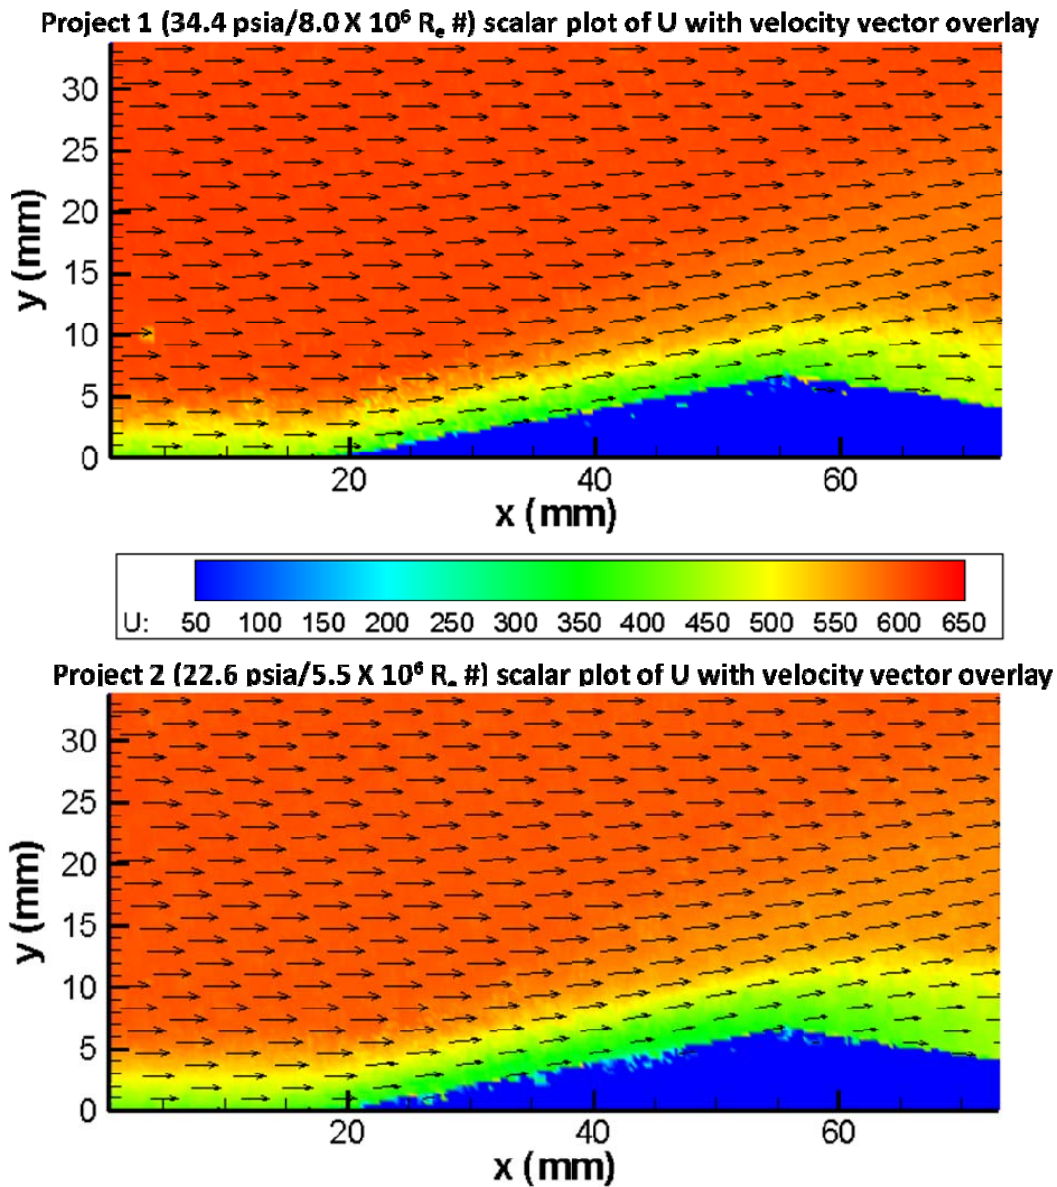 Project 1 (34.4 psia/8.0 X 10⁶ Rₑ #) scalar plot of U with velocity vector overlay
30
25
20
15
10
5
0
y (mm)
20 40 60
x (mm)
U: 50 100 150 200 250 300 350 400 450 500 550 600 650
Project 2 (22.6 psia/5.5 X 10⁶ Rₑ #) scalar plot of U with velocity vector overlay
30
25
20
15
10
5
0
y (mm)
20 40 60
x (mm)